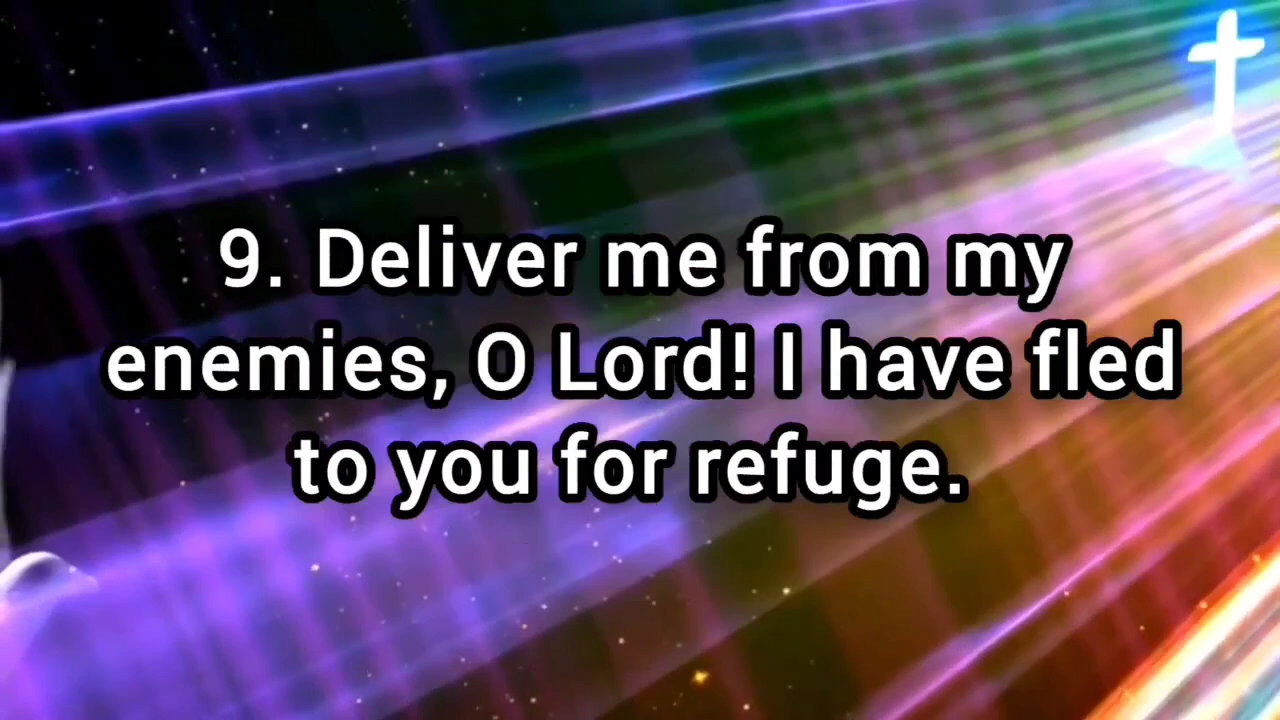 9. Deliver me from my
enemies, O Lord! I have fled
to you for refuge.